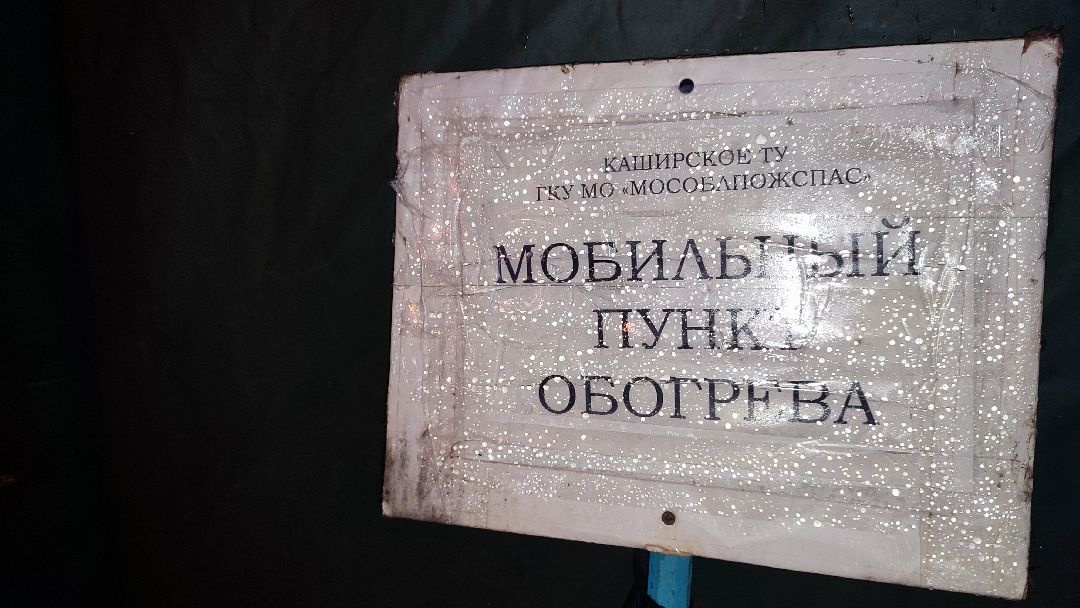 КАШИРСКОЕ ТУ
ГКУ МО «МОСОБЛПОЖСПАС»
МОБИЛЬНЫЙ
ПУНКТ
ОБОГРЕВА